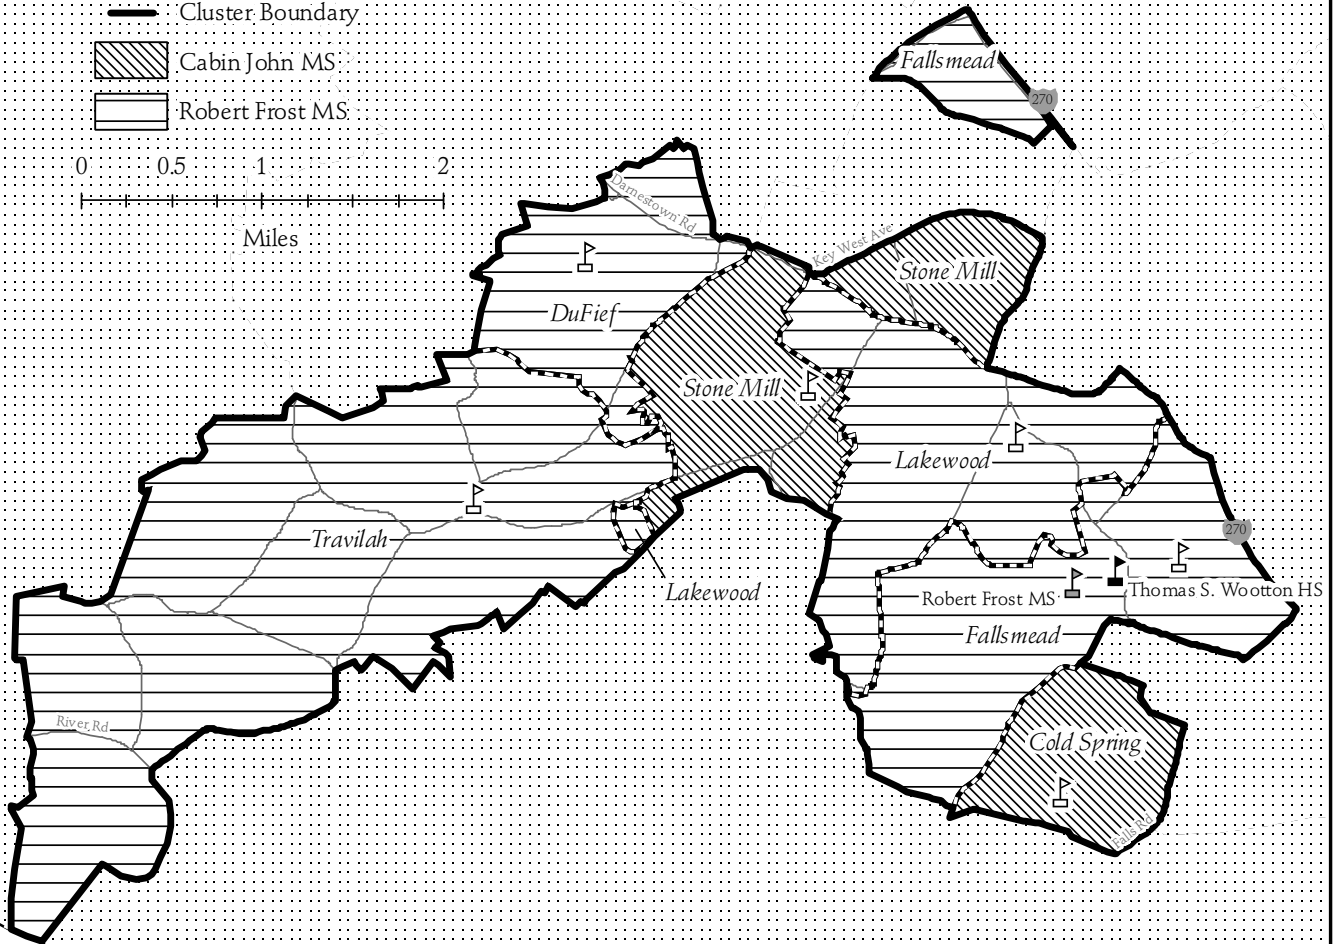 Cluster Boundary
Cabin John MS
Robert Frost MS
0 0.5 1 2
Miles
Fallsmead
270
Darnestown Rd
Key West Ave
Stone Mill
DuFief
Stone Mill
Lakewood
Travilah
270
Lakewood
Robert Frost MS
Thomas S. Wootton HS
Fallsmead
River Rd
Cold Spring
Falls Rd